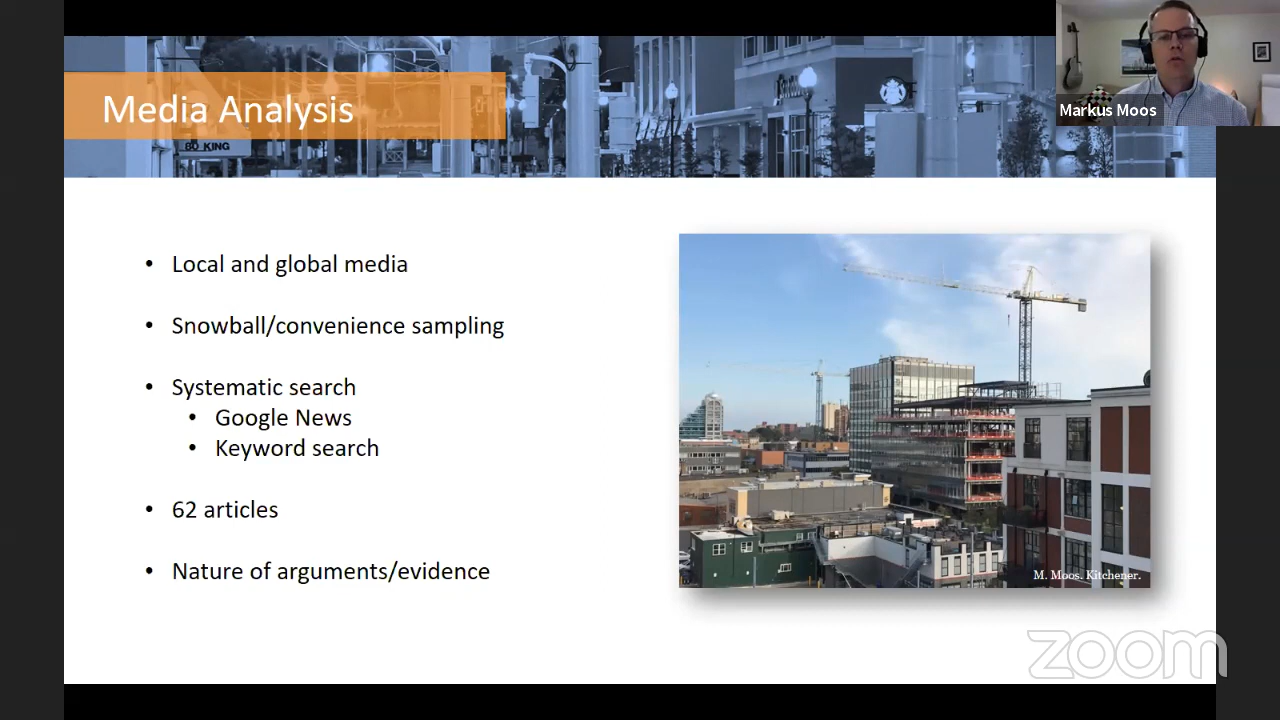 Media Analysis
80 KING
Markus Moos
• Local and global media
• Snowball/convenience sampling
• Systematic search
• Google News
• Keyword search
• 62 articles
• Nature of arguments/evidence
M. Moos. Kitchener.
zoom